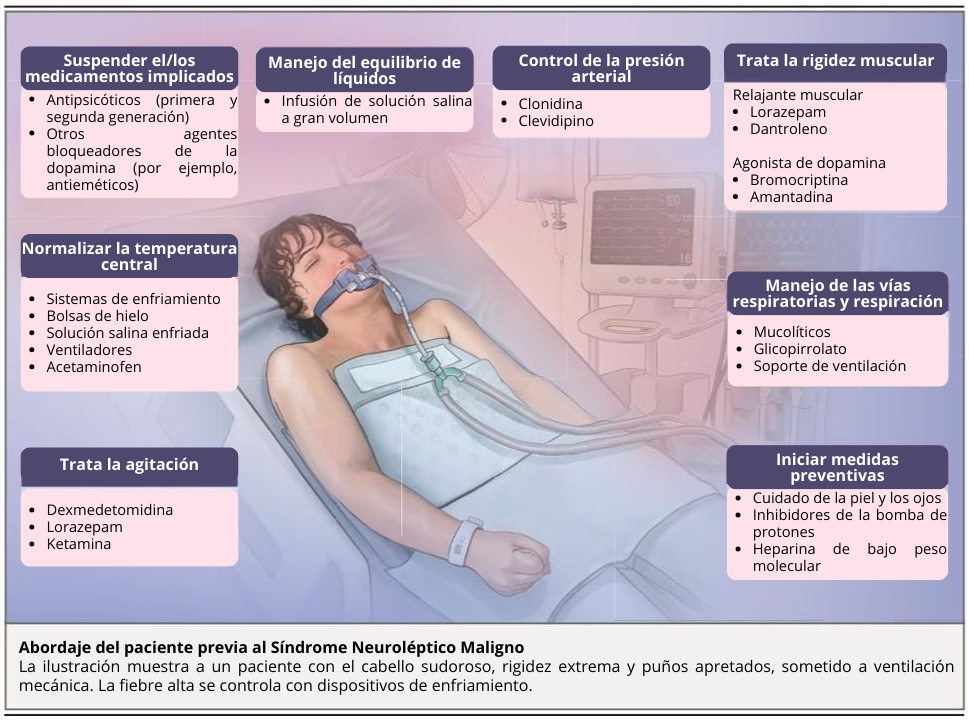 Suspender el/los
medicamentos implicados
• Antipsicóticos (primera y
segunda generación)
• Otros agentes
bloqueadores de la
dopamina (por ejemplo,
antieméticos)
Manejo del equilibrio de
líquidos
• Infusión de solución salina
a gran volumen
Control de la presión
arterial
• Clonidina
• Clevidipino
Trata la rigidez muscular
Relajante muscular
• Lorazepam
• Dantroleno
Agonista de dopamina
• Bromocriptina
• Amantadina
Normalizar la temperatura
central
• Sistemas de enfriamiento
• Bolsas de hielo
• Solución salina enfriada
• Ventiladores
• Acetaminofen
120
16
Manejo de las vías
respiratorias y respiración
• Mucolíticos
• Glicopirrolato
• Soporte de ventilación
Trata la agitación
• Dexmedetomidina
• Lorazepam
• Ketamina
Iniciar medidas
preventivas
• Cuidado de la piel y los ojos
• Inhibidores de la bomba de
protones
• Heparina de bajo peso
molecular
Abordaje del paciente previa al Síndrome Neuroléptico Maligno
La ilustración muestra a un paciente con el cabello sudoroso, rigidez extrema y puños apretados, sometido a ventilación
mecánica. La fiebre alta se controla con dispositivos de enfriamiento.